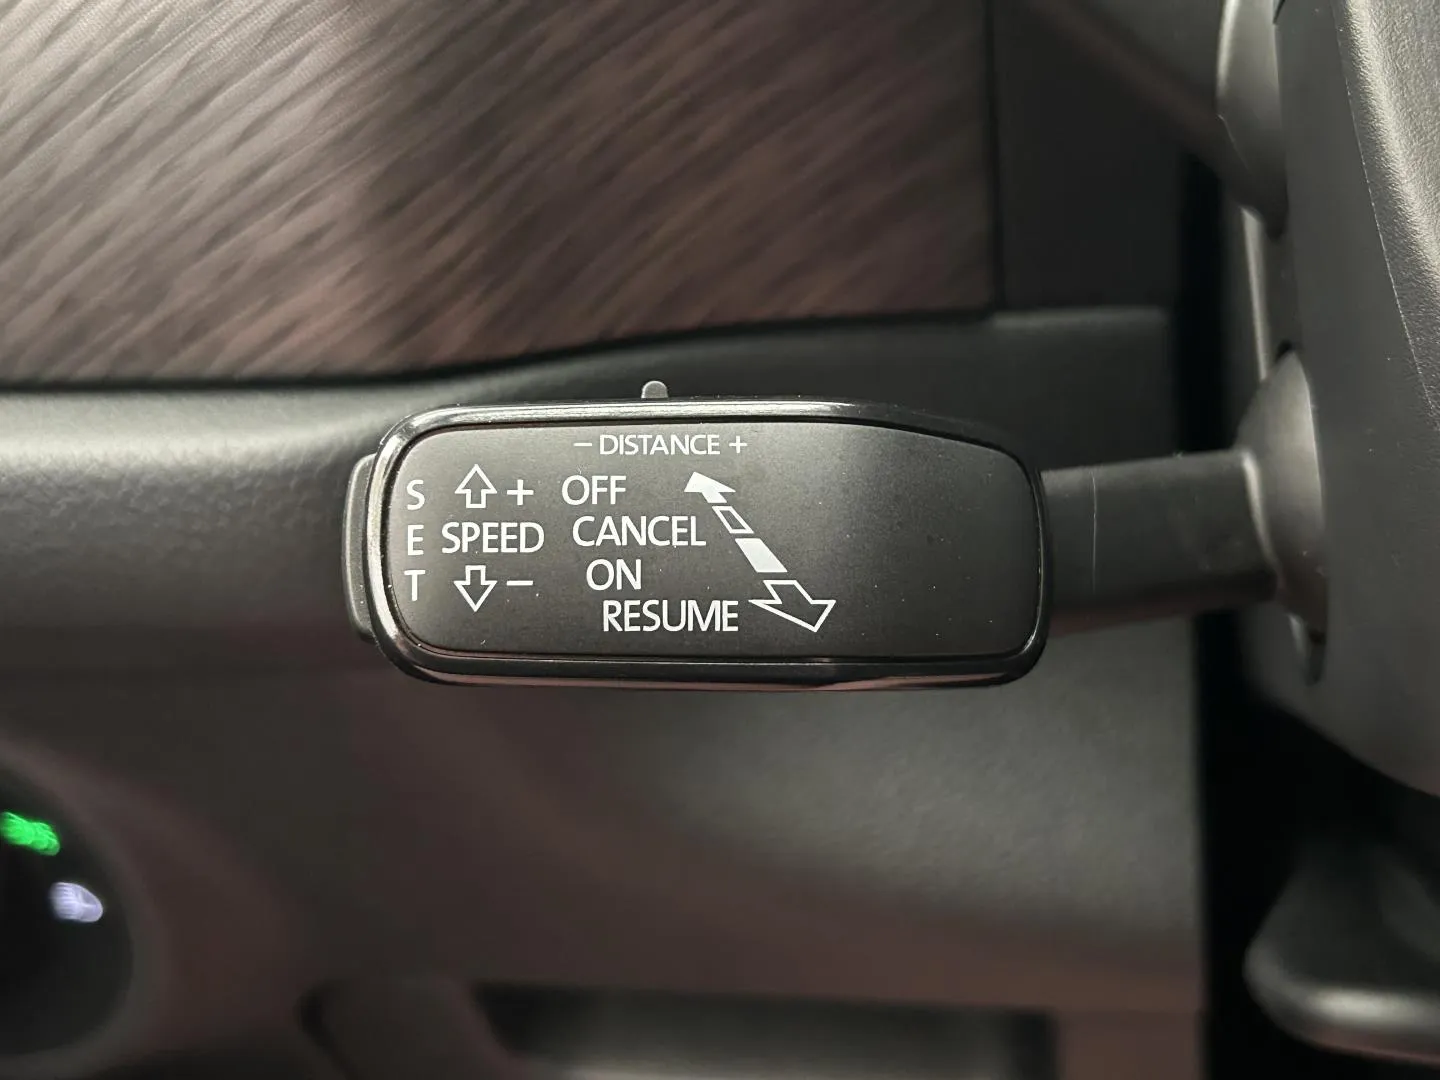 – DISTANCE +
S ⇧ + OFF
E SPEED CANCEL
T ⇩ – ON
RESUME